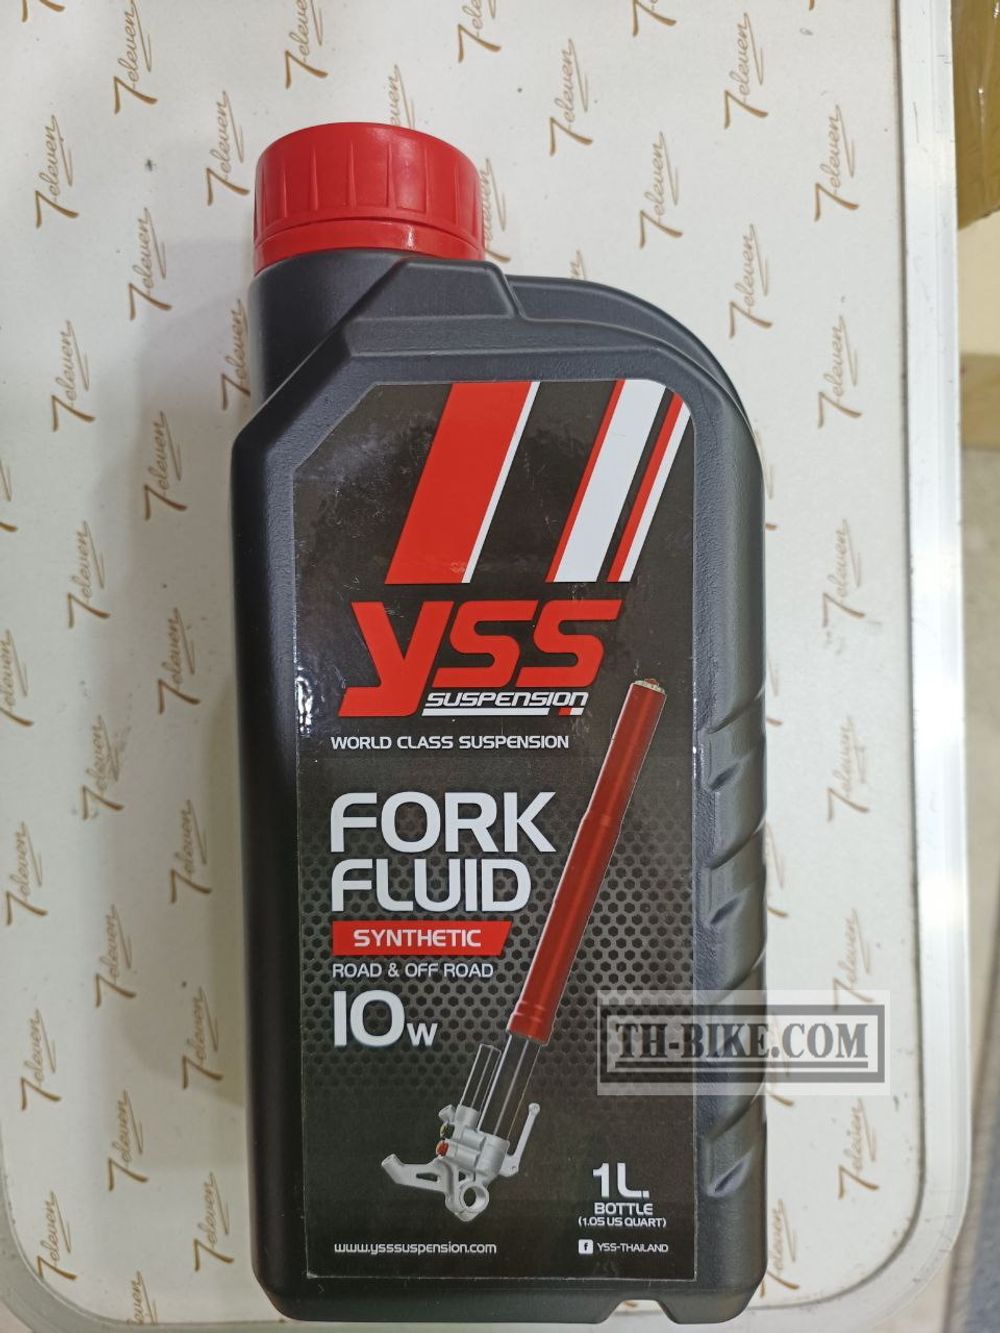 YSS
SUSPENSION
WORLD CLASS SUSPENSION
FORK
FLUID
SYNTHETIC
ROAD & OFF ROAD
10W
TH-BIKE.COM
1L.
BOTTLE
(1.05 US QUART)
www.ysssuspension.com
f YSS-THAILAND
7eleven